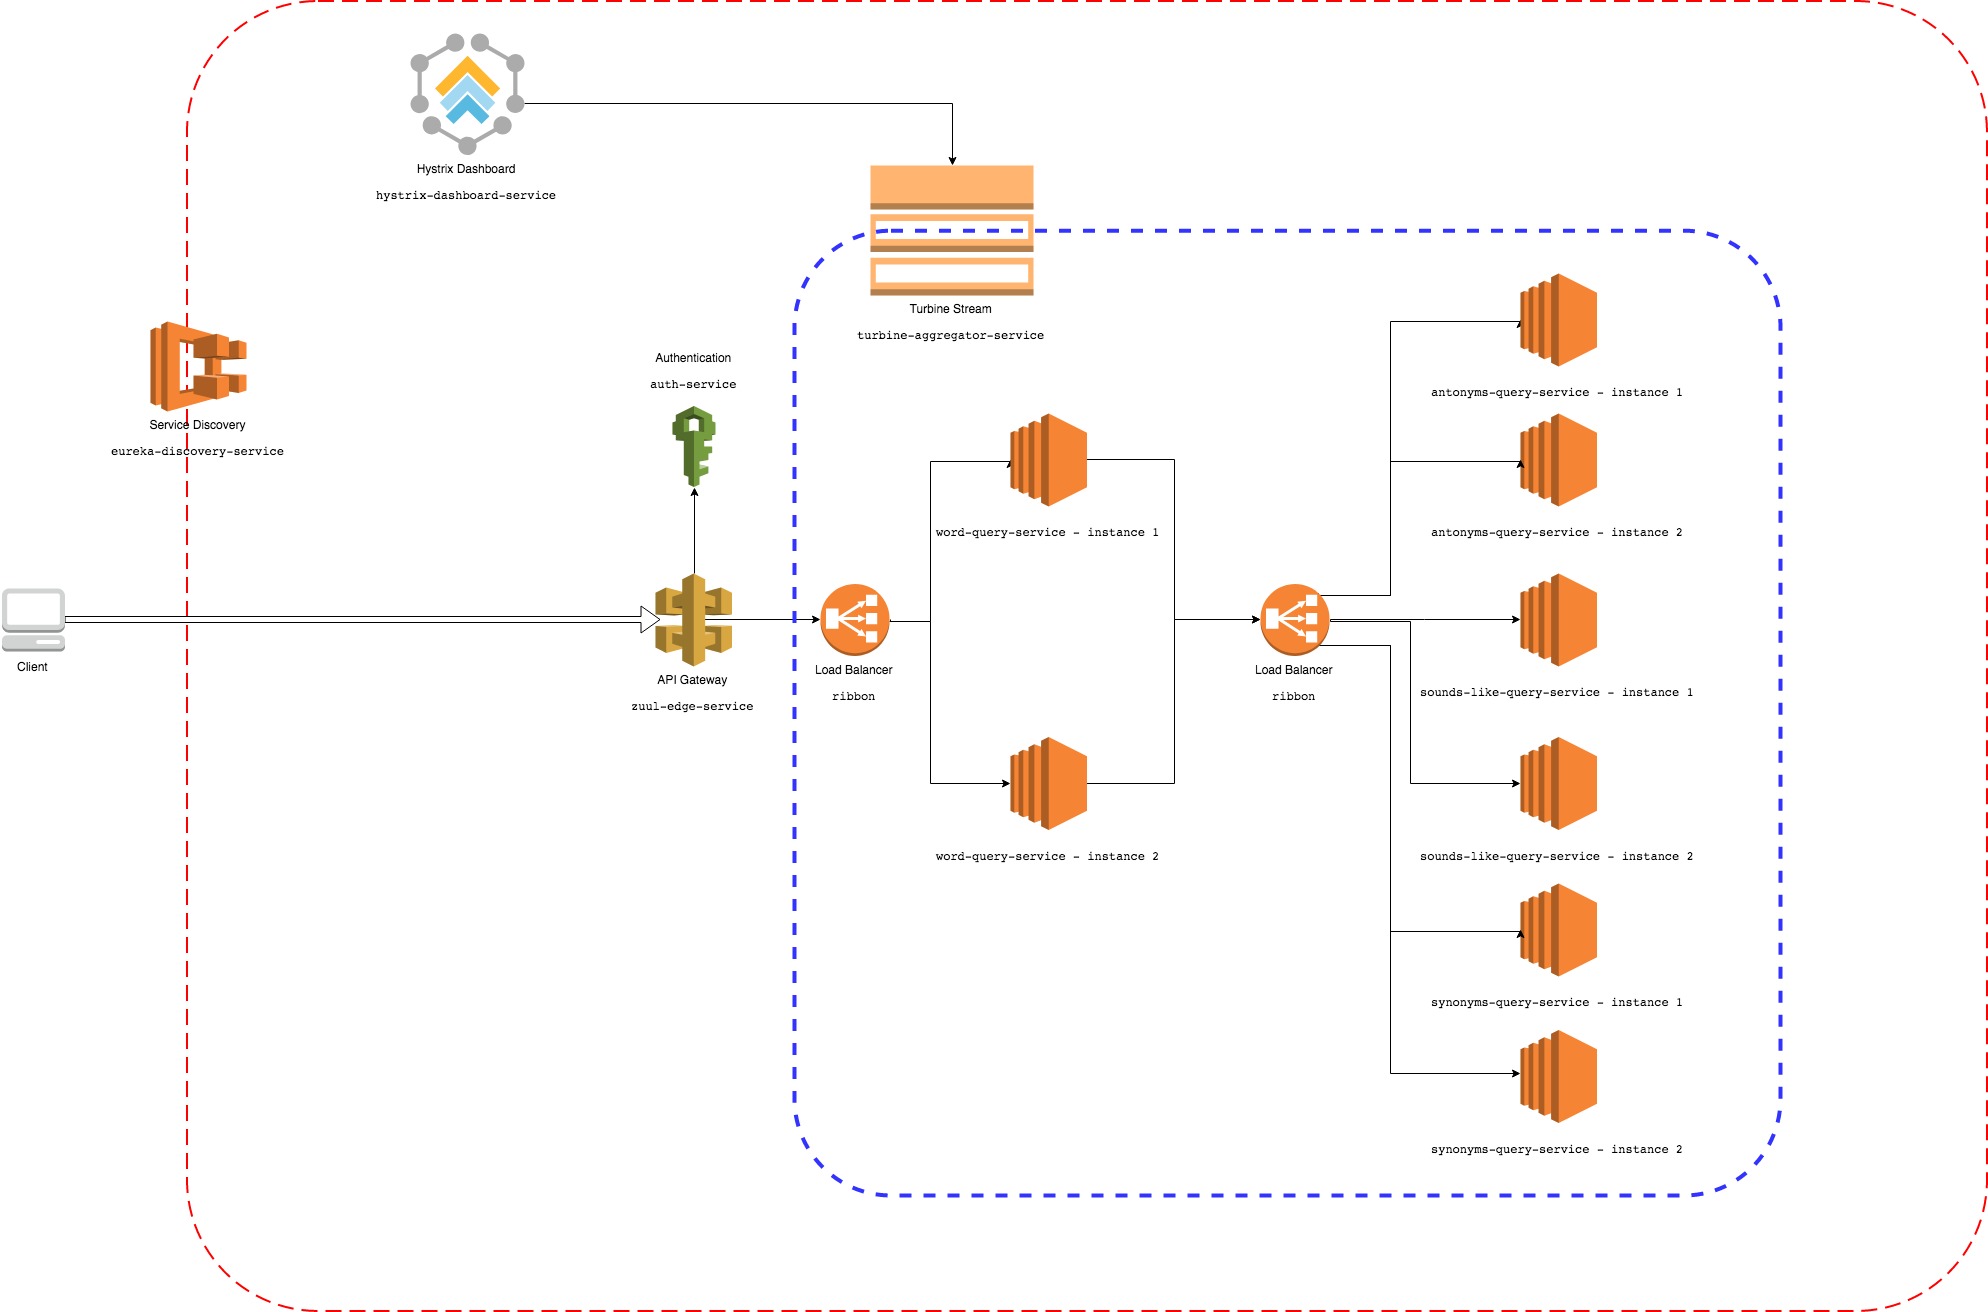 Hystrix Dashboard
hystrix-dashboard-service
Turbine Stream
turbine-aggregator-service
Service Discovery
eureka-discovery-service
Authentication
auth-service
Client
API Gateway
zuul-edge-service
Load Balancer
ribbon
word-query-service - instance 1
word-query-service - instance 2
Load Balancer
ribbon
antonyms-query-service - instance 1
antonyms-query-service - instance 2
sounds-like-query-service - instance 1
sounds-like-query-service - instance 2
synonyms-query-service - instance 1
synonyms-query-service - instance 2